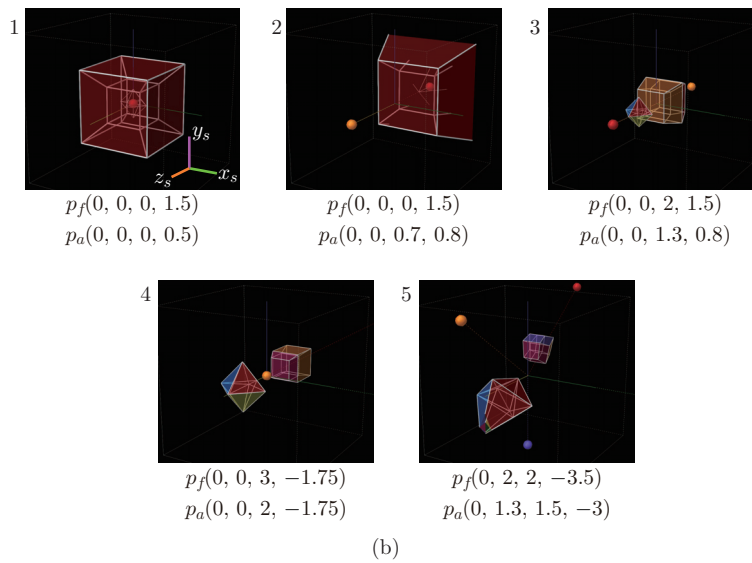 1
2
3
y_s
z_s x_s
p_f(0, 0, 0, 1.5)
p_a(0, 0, 0, 0.5)
p_f(0, 0, 0, 1.5)
p_a(0, 0, 0.7, 0.8)
p_f(0, 0, 2, 1.5)
p_a(0, 0, 1.3, 0.8)
4
5
p_f(0, 0, 3, −1.75)
p_a(0, 0, 2, −1.75)
p_f(0, 2, 2, −3.5)
p_a(0, 1.3, 1.5, −3)
(b)